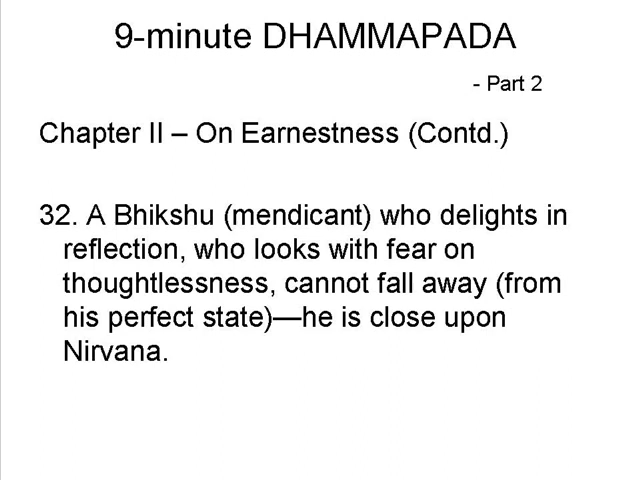 9-minute DHAMMAPADA
- Part 2
Chapter II – On Earnestness (Contd.)
32. A Bhikshu (mendicant) who delights in
reflection, who looks with fear on
thoughtlessness, cannot fall away (from
his perfect state)—he is close upon
Nirvana.